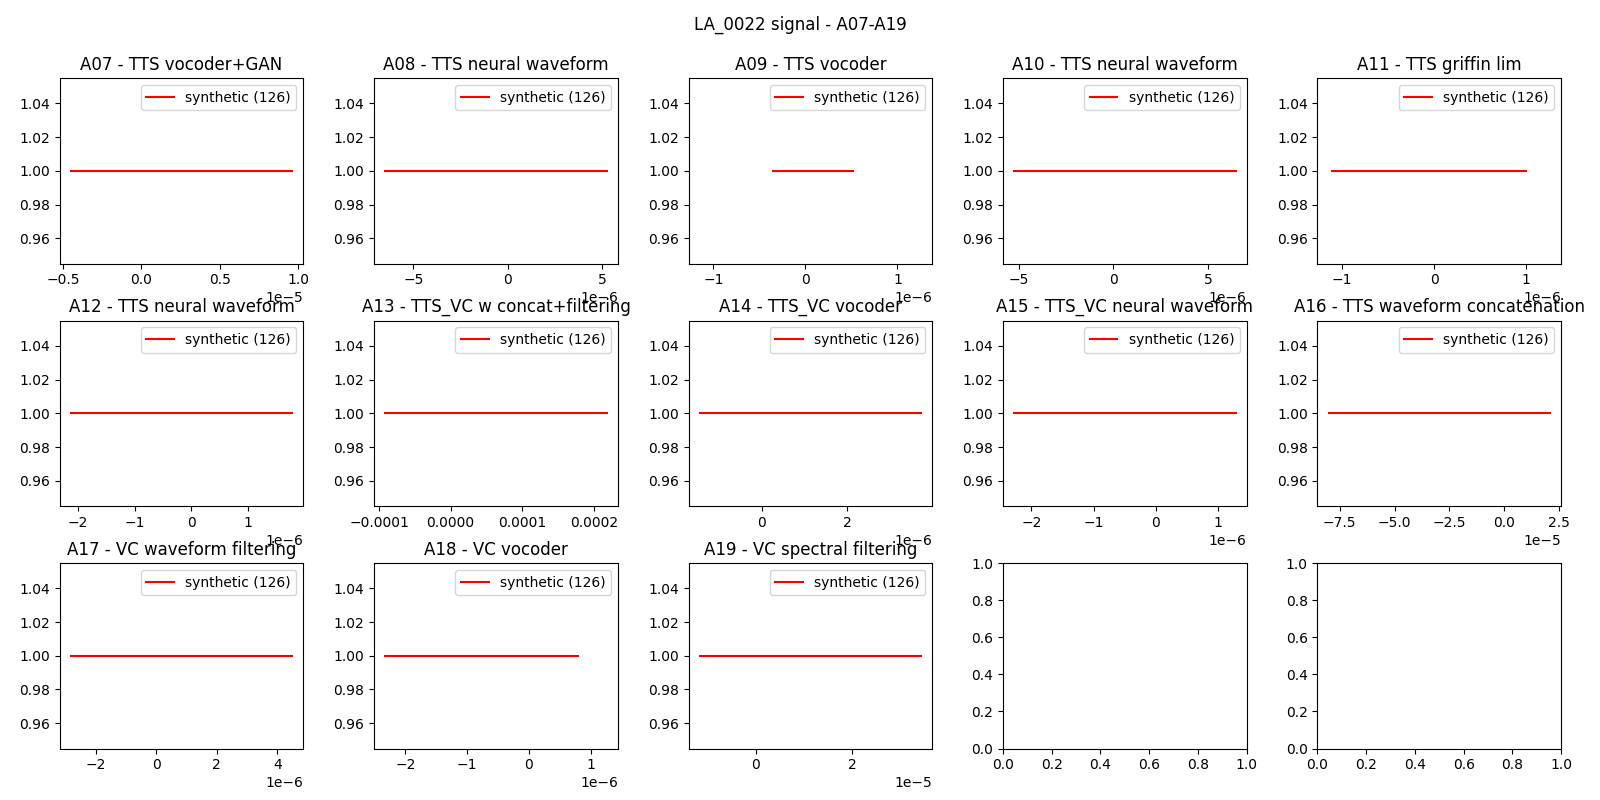 LA_0022 signal - A07-A19
A07 - TTS vocoder+GAN
synthetic (126)
1.04
1.02
1.00
0.98
0.96
−0.5 0.0 0.5 1.0
1e−5
A08 - TTS neural waveform
synthetic (126)
1.04
1.02
1.00
0.98
0.96
−5 0 5
1e−6
A09 - TTS vocoder
synthetic (126)
1.04
1.02
1.00
0.98
0.96
−1 0 1
1e−6
A10 - TTS neural waveform
synthetic (126)
1.04
1.02
1.00
0.98
0.96
−5 0 5
1e−6
A11 - TTS griffin lim
synthetic (126)
1.04
1.02
1.00
0.98
0.96
−1 0 1
1e−6
A12 - TTS neural waveform
synthetic (126)
1.04
1.02
1.00
0.98
0.96
−2 −1 0 1
1e−6
A13 - TTS_VC w concat+filtering
synthetic (126)
1.04
1.02
1.00
0.98
0.96
−0.0001 0.0000 0.0001 0.0002
A14 - TTS_VC vocoder
synthetic (126)
1.04
1.02
1.00
0.98
0.96
0 2
1e−6
A15 - TTS_VC neural waveform
synthetic (126)
1.04
1.02
1.00
0.98
0.96
−2 −1 0 1
1e−6
A16 - TTS waveform concatenation
synthetic (126)
1.04
1.02
1.00
0.98
0.96
−7.5 −5.0 −2.5 0.0 2.5
1e−5
A17 - VC waveform filtering
synthetic (126)
1.04
1.02
1.00
0.98
0.96
−2 0 2 4
1e−6
A18 - VC vocoder
synthetic (126)
1.04
1.02
1.00
0.98
0.96
−2 −1 0 1
1e−6
A19 - VC spectral filtering
synthetic (126)
1.04
1.02
1.00
0.98
0.96
0 2
1e−5
1.0
0.8
0.6
0.4
0.2
0.0
0.0 0.2 0.4 0.6 0.8 1.0
1.0
0.8
0.6
0.4
0.2
0.0
0.0 0.2 0.4 0.6 0.8 1.0